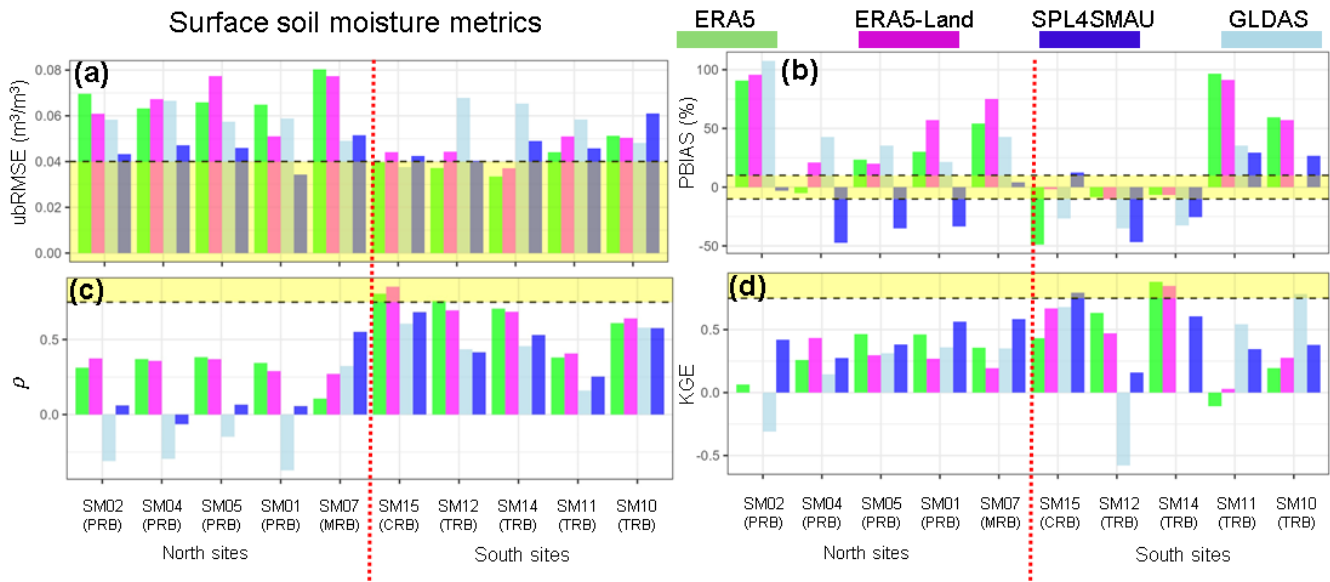 Surface soil moisture metrics
ERA5 ERA5-Land SPL4SMAU GLDAS
(a)
ubRMSE (m³/m³)
0.08
0.06
0.04
0.02
0.00
(b)
PBIAS (%)
100
50
0
-50
(c)
ρ
0.5
0.0
(d)
KGE
0.5
0.0
-0.5
SM02 SM04 SM05 SM01 SM07 SM15 SM12 SM14 SM11 SM10
(PRB) (PRB) (PRB) (PRB) (MRB) (CRB) (TRB) (TRB) (TRB) (TRB)
North sites South sites
SM02 SM04 SM05 SM01 SM07 SM15 SM12 SM14 SM11 SM10
(PRB) (PRB) (PRB) (PRB) (MRB) (CRB) (TRB) (TRB) (TRB) (TRB)
North sites South sites